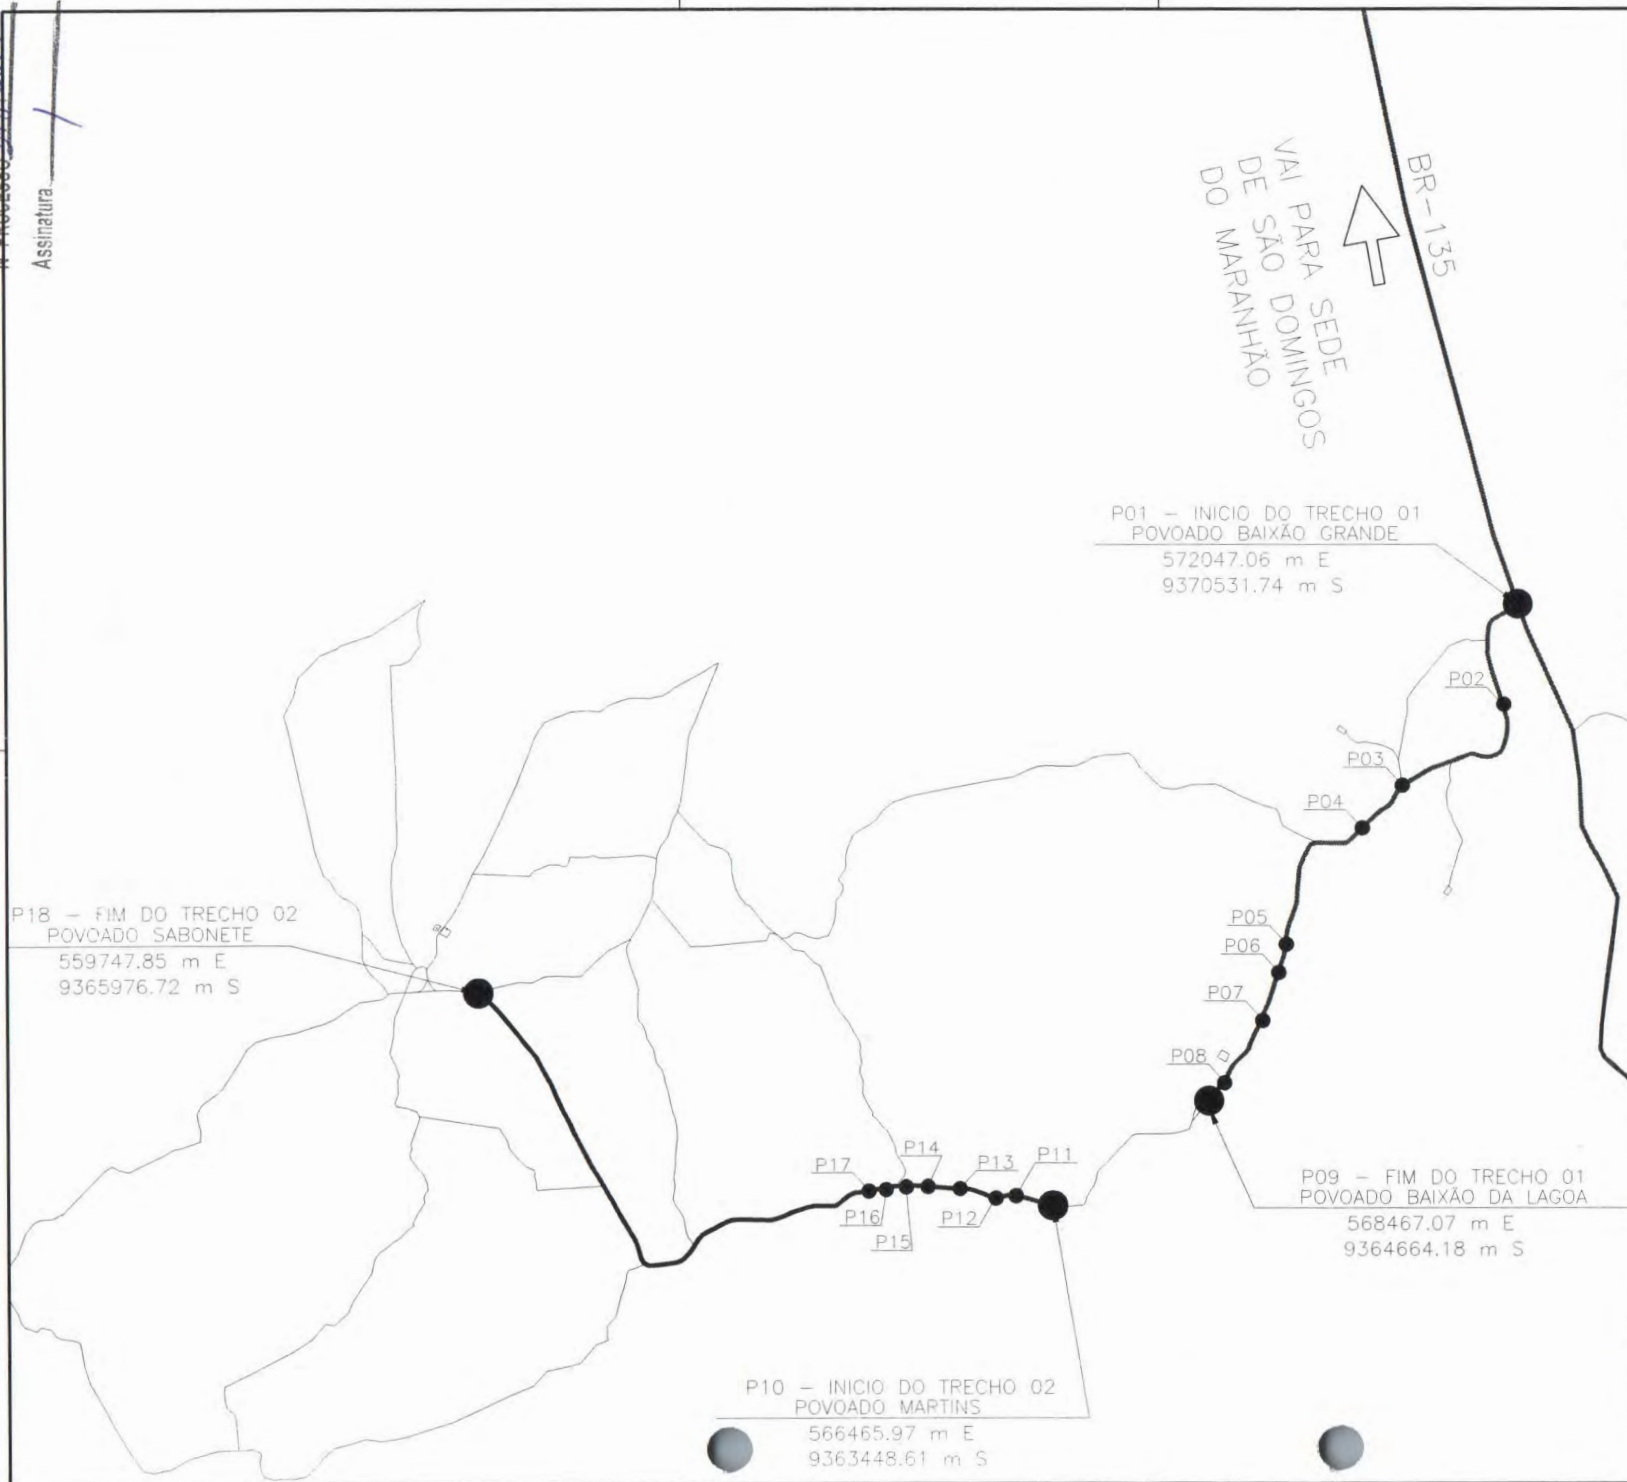 Assinatura
BR-135
VAI PARA SEDE
DE SÃO DOMINGOS
DO MARANHÃO
P01 - INICIO DO TRECHO 01
POVOADO BAIXÃO GRANDE
572047.06 m E
9370531.74 m S
P02
P03
P04
P18 - FIM DO TRECHO 02
POVOADO SABONETE
559747.85 m E
9365976.72 m S
P05
P06
P07
P08
P17
P14
P13
P11
P16
P12
P15
P09 - FIM DO TRECHO 01
POVOADO BAIXÃO DA LAGOA
568467.07 m E
9364664.18 m S
P10 - INICIO DO TRECHO 02
POVOADO MARTINS
566465.97 m E
9363448.61 m S